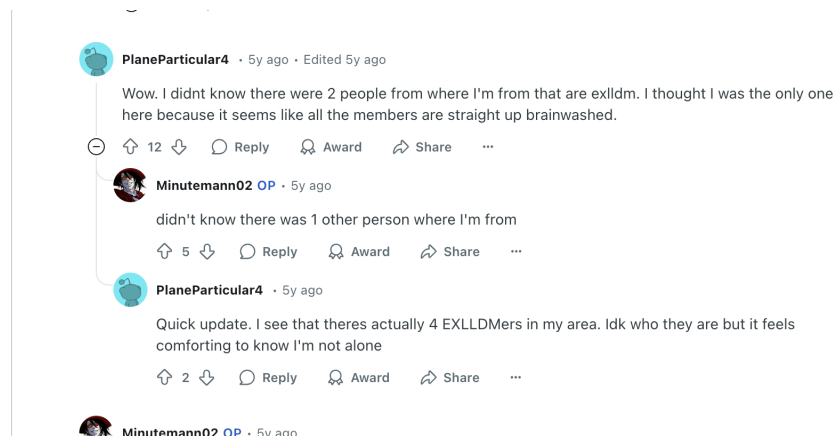 PlaneParticular4 • 5y ago • Edited 5y ago
Wow. I didnt know there were 2 people from where I'm from that are exlldm. I thought I was the only one
here because it seems like all the members are straight up brainwashed.
12 Reply Award Share ...
Minutemann02 OP • 5y ago
didn't know there was 1 other person where I'm from
5 Reply Award Share ...
PlaneParticular4 • 5y ago
Quick update. I see that theres actually 4 EXLLDMers in my area. Idk who they are but it feels
comforting to know I'm not alone
2 Reply Award Share ...
Minutemann02 OP • 5y ago